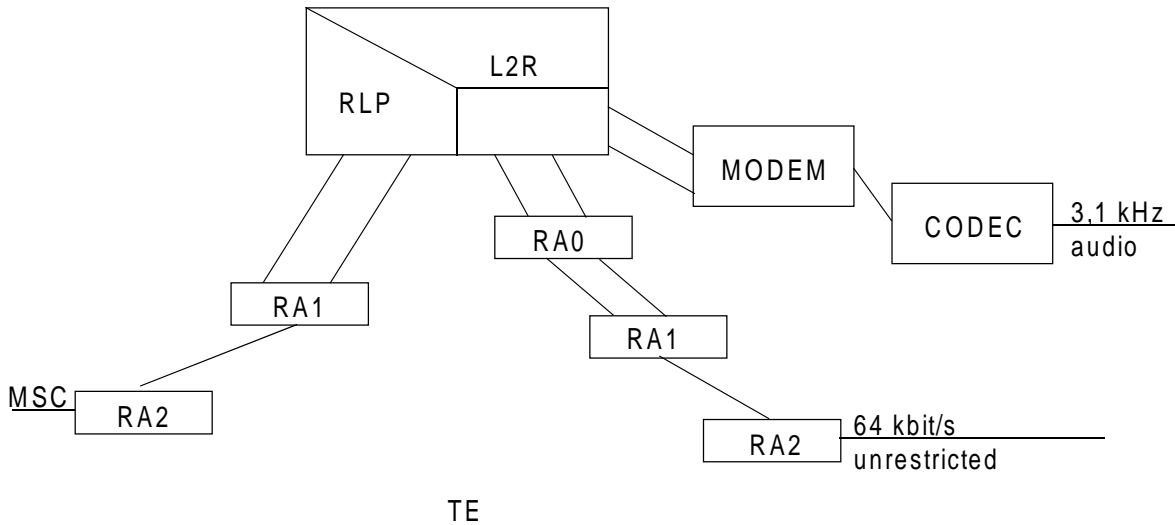 L2R
RLP
MODEM
CODEC
3,1 kHz
audio
RA0
RA1
RA1
MSC
RA2
RA2
64 kbit/s
unrestricted
TE